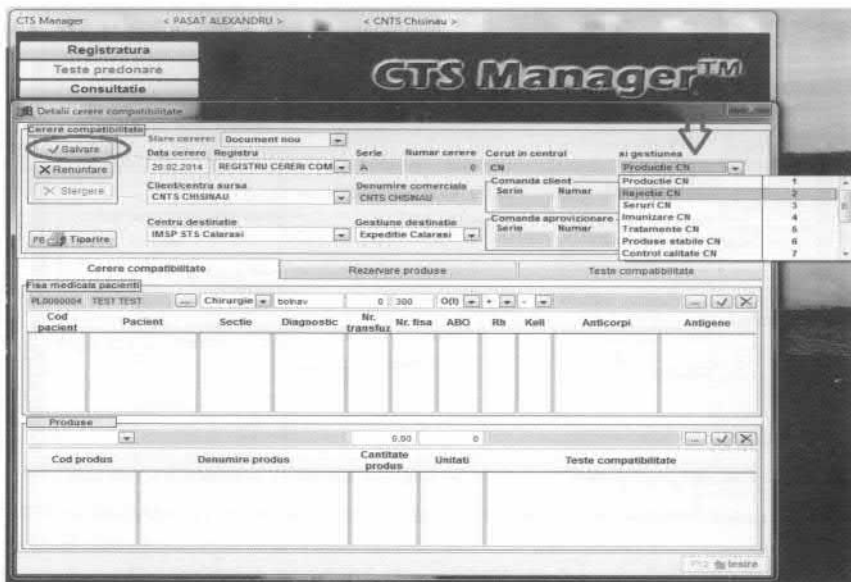 CTS Manager < PASAT ALEXANDRU > < CNTS Chisinau >
Registratura
Teste predonare
Consultatie
CTS Manager™
Detalii cerere compatibilitate
Cerere compatibilitate
Salvare
Renuntare
Stergere
Tiparire
Stare cerere: Document nou
Data cerere Registru Serie Numar cerere Cerut in centrul si gestiunea
20.02.2014 REGISTRU CERERI COM A 0 CN Productie CN
Client/centru sursa Denumire comerciala Comanda client
CNTS CHISINAU CNTS CHISINAU Serie Numar
Centru destinatie Gestiune destinatie Comanda aprovizionare
IMSP STS Calarasi Expeditie Calarasi Serie Numar
Productie CN 1
Rejectie CN 2
Seruri CN 3
Imunizare CN 4
Tratamente CN 5
Produse stabile CN 6
Control calitate CN 7
Cerere compatibilitate Rezervare produse Teste compatibilitate
Fisa medicala pacienti
PL0000004 TEST TEST ... Chirurgie bolnav 0 300 O(I) + - ...
Cod pacient Pacient Sectie Diagnostic Nr. transfuz Nr. fisa ABO Rh Kell Anticorpi Antigene
Produse
0.00 0 ...
Cod produs Denumire produs Cantitate produs Unitati Teste compatibilitate
Iesire